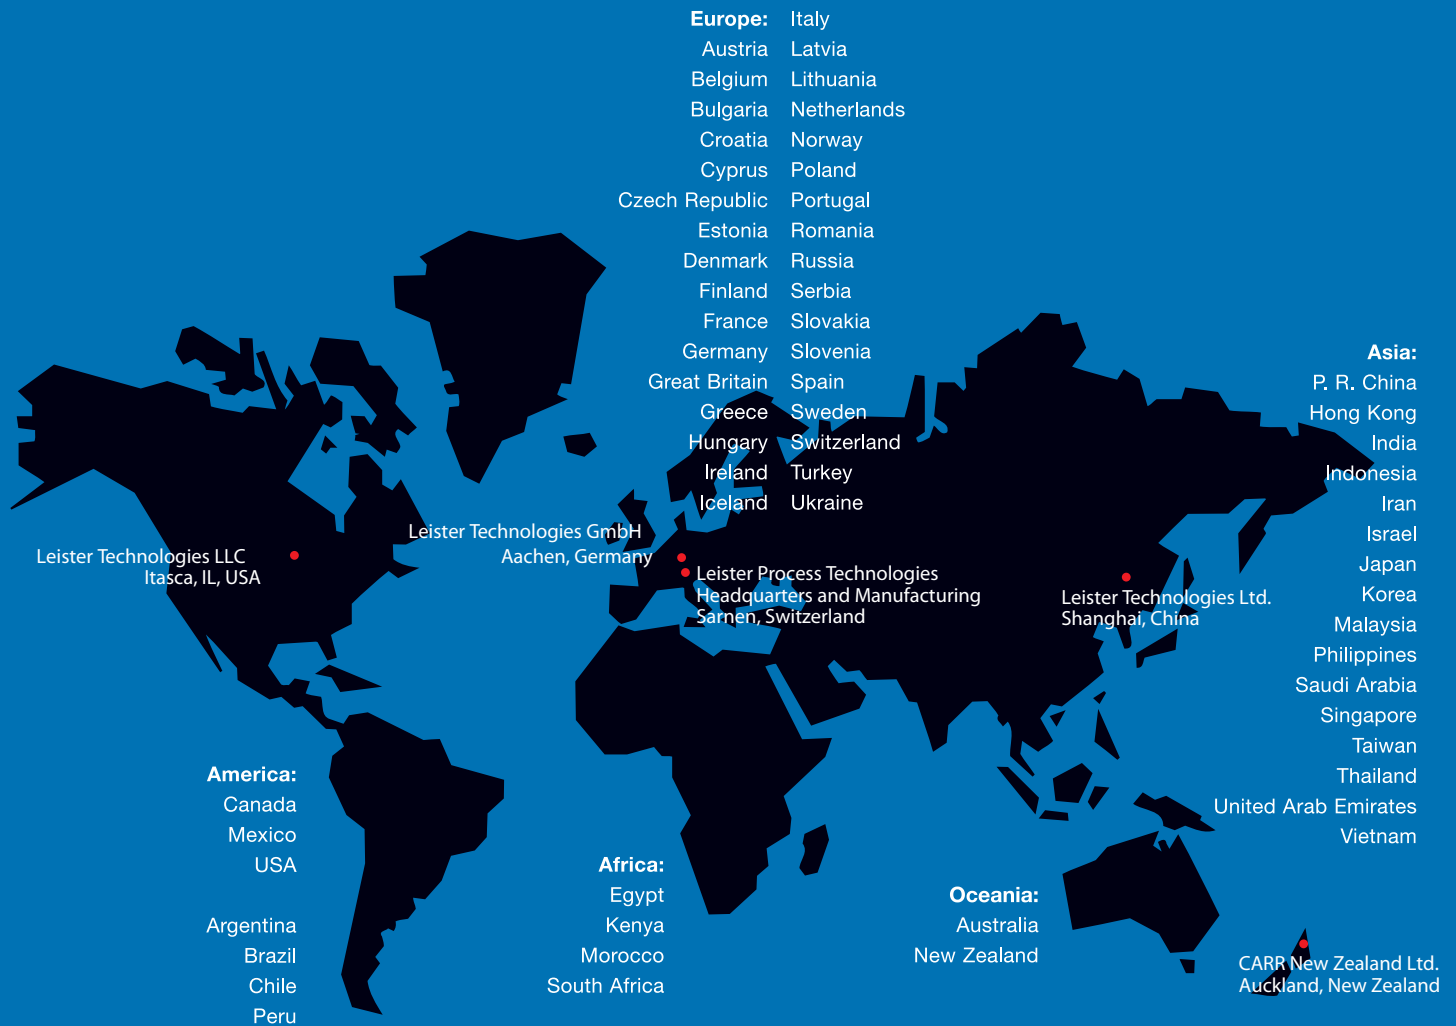 Europe:
Austria
Belgium
Bulgaria
Croatia
Cyprus
Czech Republic
Estonia
Denmark
Finland
France
Germany
Great Britain
Greece
Hungary
Ireland
Iceland
Italy
Latvia
Lithuania
Netherlands
Norway
Poland
Portugal
Romania
Russia
Serbia
Slovakia
Slovenia
Spain
Sweden
Switzerland
Turkey
Ukraine
Asia:
P. R. China
Hong Kong
India
Indonesia
Iran
Israel
Japan
Korea
Malaysia
Philippines
Saudi Arabia
Singapore
Taiwan
Thailand
United Arab Emirates
Vietnam
Leister Technologies LLC
Itasca, IL, USA
Leister Technologies GmbH
Aachen, Germany
Leister Process Technologies
Headquarters and Manufacturing
Sarnen, Switzerland
Leister Technologies Ltd.
Shanghai, China
America:
Canada
Mexico
USA
Argentina
Brazil
Chile
Peru
Africa:
Egypt
Kenya
Morocco
South Africa
Oceania:
Australia
New Zealand
CARR New Zealand Ltd.
Auckland, New Zealand